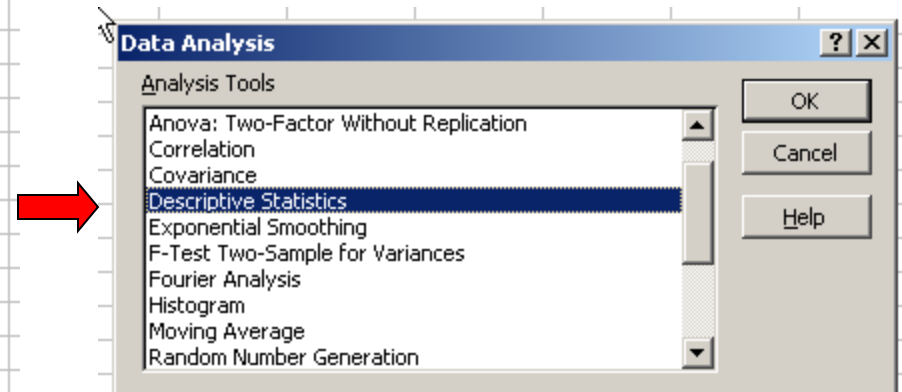 Data Analysis
Analysis Tools
Anova: Two-Factor Without Replication
Correlation
Covariance
Descriptive Statistics
Exponential Smoothing
F-Test Two-Sample for Variances
Fourier Analysis
Histogram
Moving Average
Random Number Generation
OK
Cancel
Help